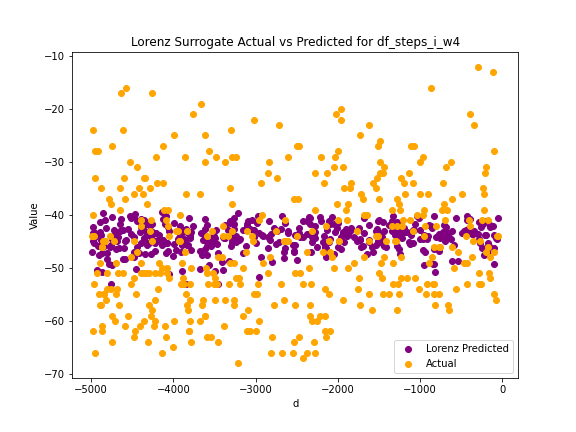 Lorenz Surrogate Actual vs Predicted for df_steps_i_w4
−10
−20
−30
−40
−50
−60
−70
Value
−5000 −4000 −3000 −2000 −1000 0
d
Lorenz Predicted
Actual